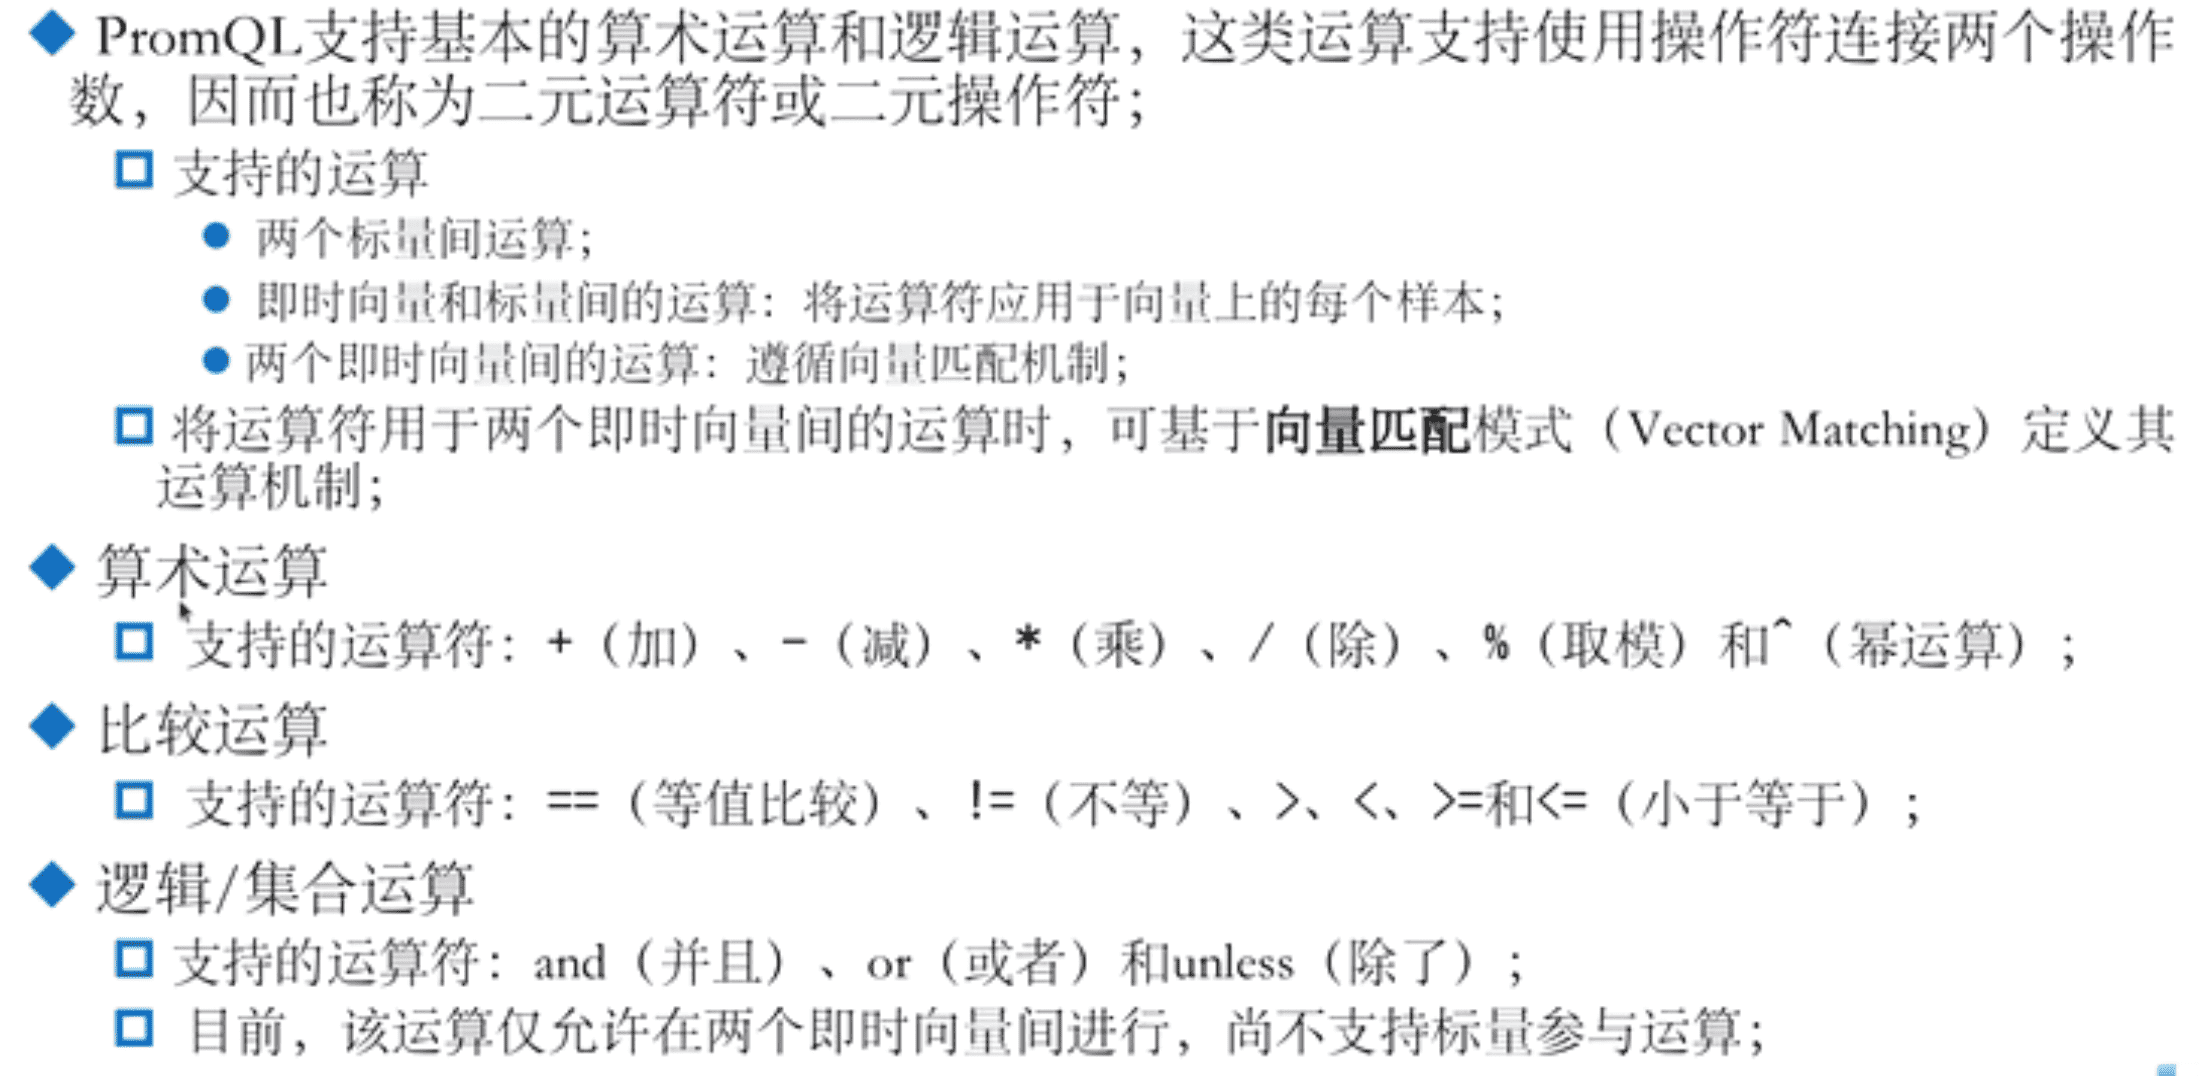 PromQL支持基本的算术运算和逻辑运算，这类运算支持使用操作符连接两个操作
数，因而也称为二元运算符或二元操作符；
支持的运算
两个标量间运算；
即时向量和标量间的运算：将运算符应用于向量上的每个样本；
两个即时向量间的运算：遵循向量匹配机制；
将运算符用于两个即时向量间的运算时，可基于向量匹配模式（Vector Matching）定义其
运算机制；
算术运算
支持的运算符：+（加）、-（减）、*（乘）、/（除）、%（取模）和^（幂运算）；
比较运算
支持的运算符：==（等值比较）、!=（不等）、>、<、>=和<=（小于等于）；
逻辑/集合运算
支持的运算符：and（并且）、or（或者）和unless（除了）；
目前，该运算仅允许在两个即时向量间进行，尚不支持标量参与运算；